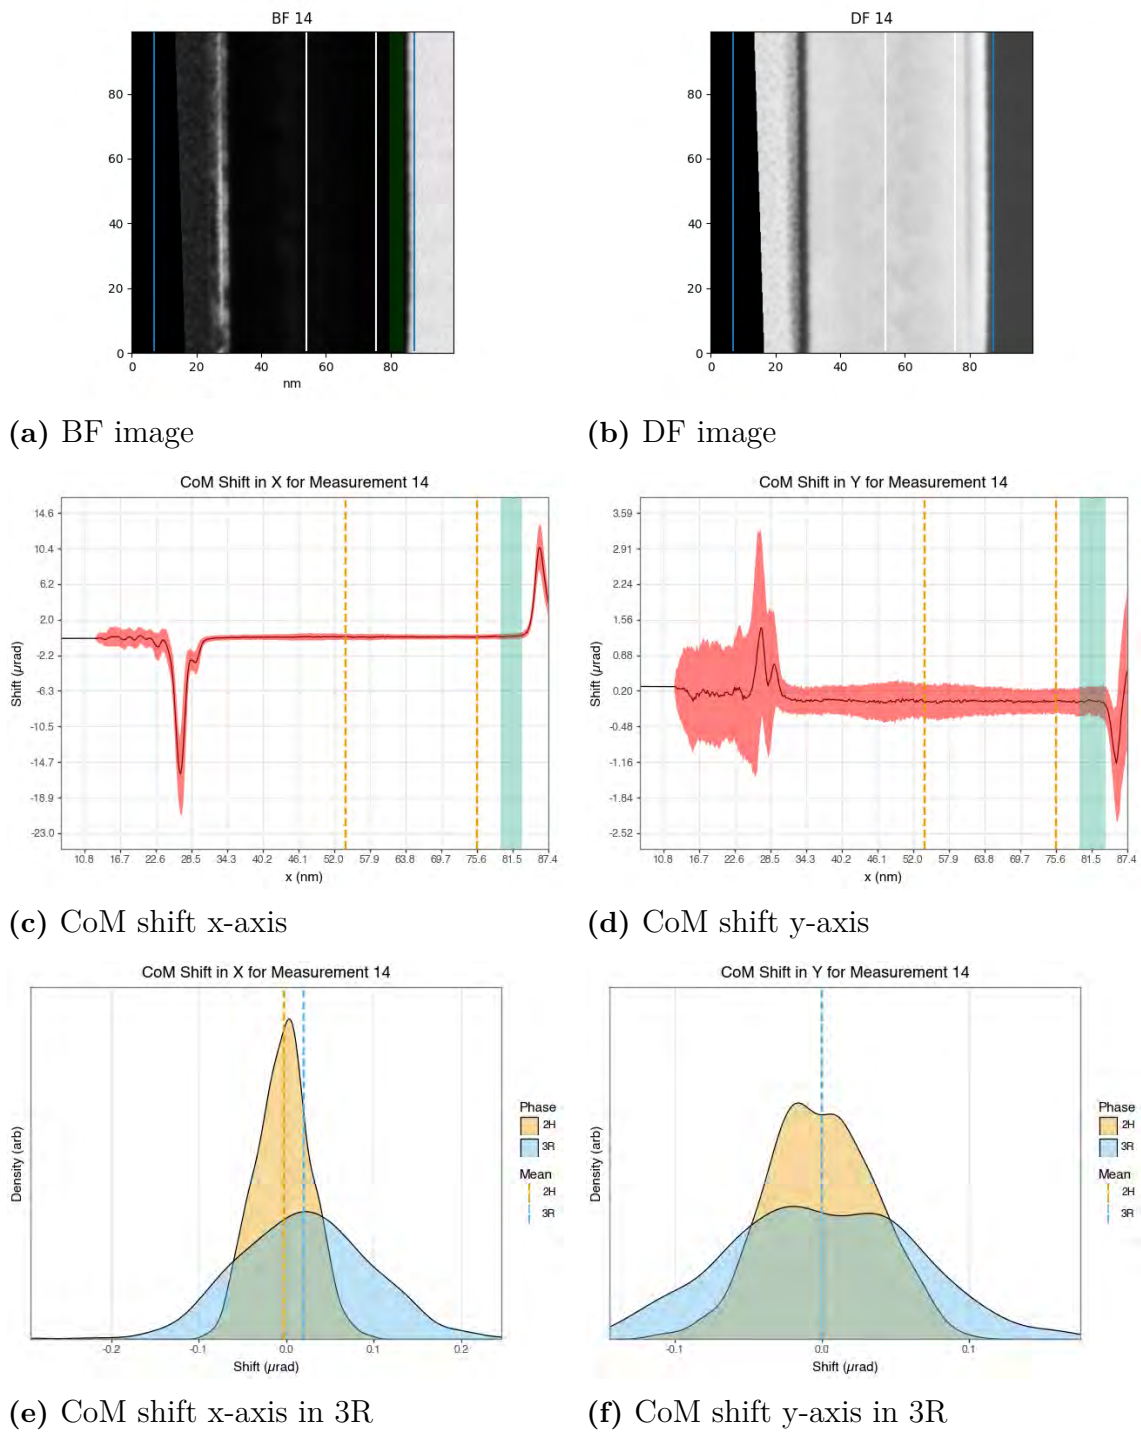 BF 14
80
60
40
20
0
0 20 40 60 80
nm
DF 14
80
60
40
20
0
0 20 40 60 80
(a) BF image
(b) DF image
CoM Shift in X for Measurement 14
14.6
10.4
6.2
2.0
-2.2
-6.3
-10.5
-14.7
-18.9
-23.0
Shift (μrad)
10.8 16.7 22.6 28.5 34.3 40.2 46.1 52.0 57.9 63.8 69.7 75.6 81.5 87.4
x (nm)
CoM Shift in Y for Measurement 14
3.59
2.91
2.24
1.56
0.88
0.20
-0.48
-1.16
-1.84
-2.52
Shift (μrad)
10.8 16.7 22.6 28.5 34.3 40.2 46.1 52.0 57.9 63.8 69.7 75.6 81.5 87.4
x (nm)
(c) CoM shift x-axis
(d) CoM shift y-axis
CoM Shift in X for Measurement 14
Density (arb)
-0.2 -0.1 0.0 0.1 0.2
Shift (μrad)
Phase
2H
3R
Mean
2H
3R
CoM Shift in Y for Measurement 14
Density (arb)
-0.1 0.0 0.1
Shift (μrad)
Phase
2H
3R
Mean
2H
3R
(e) CoM shift x-axis in 3R
(f) CoM shift y-axis in 3R